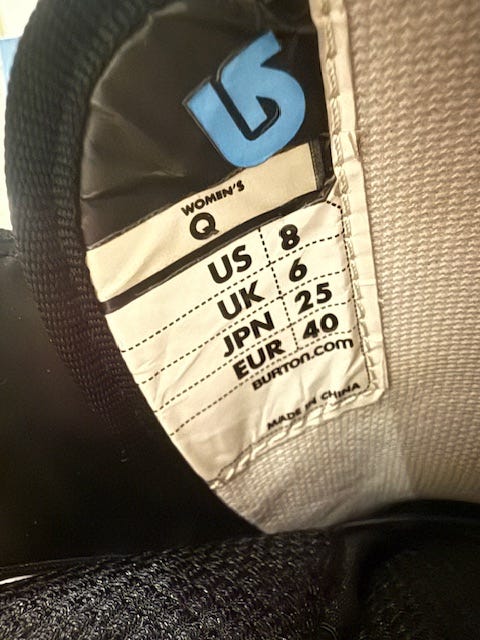 WOMEN'S
Q
US 8
UK 6
JPN 25
EUR 40
BURTON.COM
MADE IN CHINA